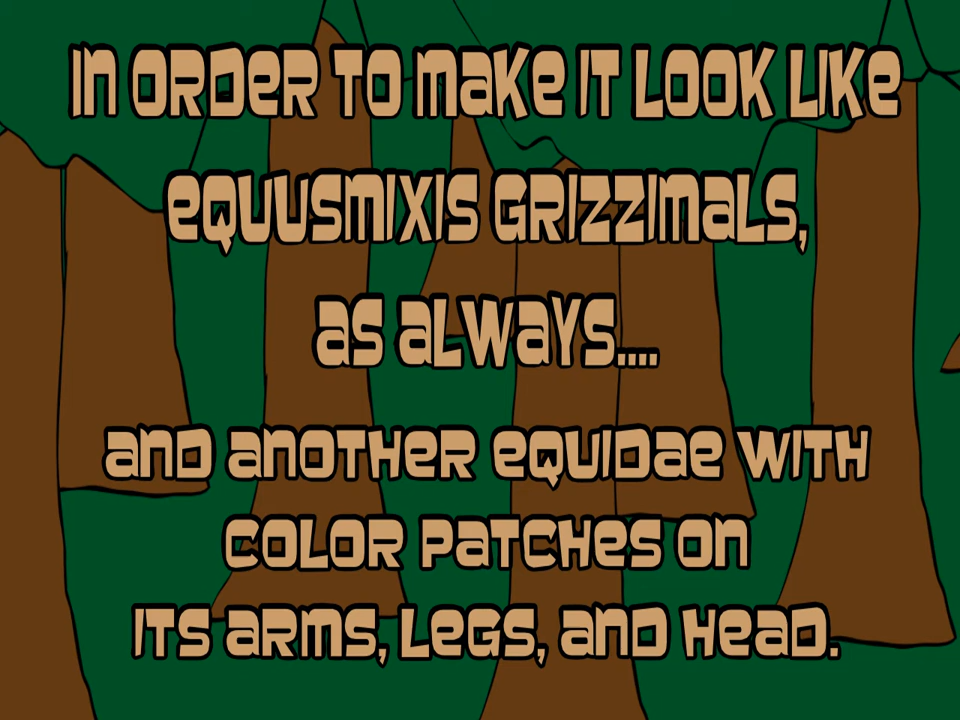 IN ORDER TO MAKE IT LOOK LIKE
EQUUSMIXIS GRIZZIMALS,
AS ALWAYS....
AND ANOTHER EQUIDAE WITH
COLOR PATCHES ON
ITS ARMS, LEGS, AND HEAD.